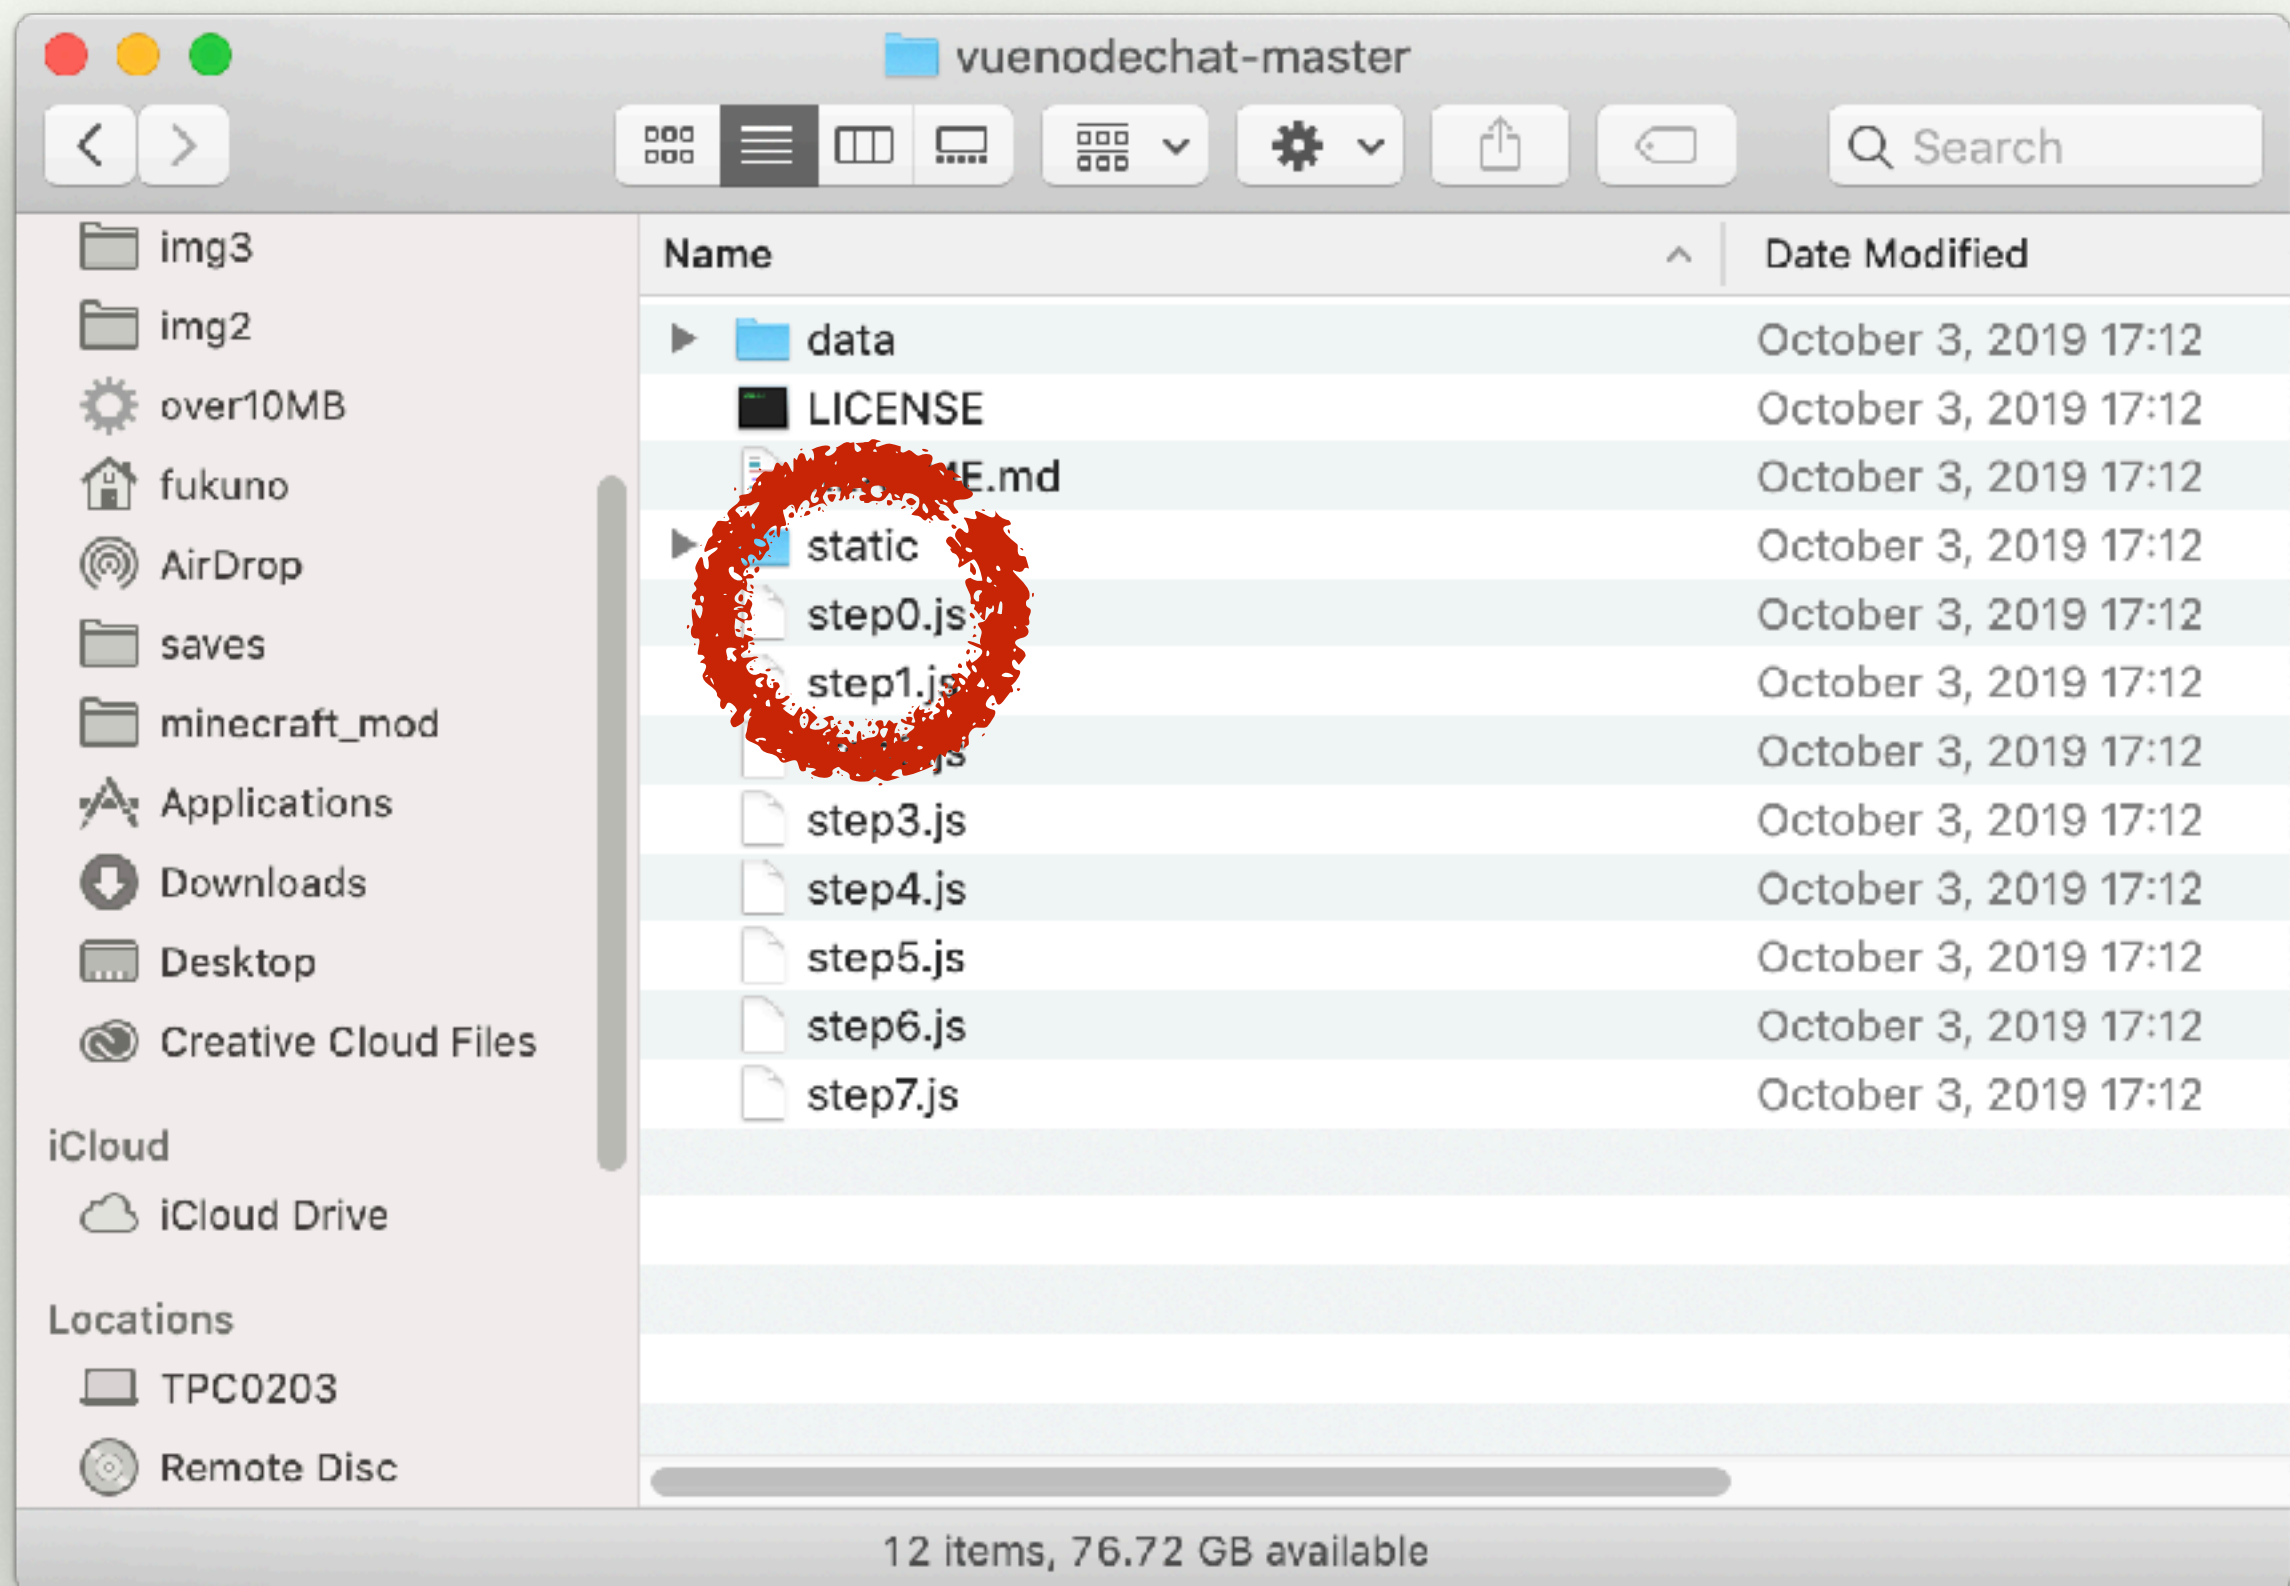 vuenodechat-master
Search
img3
img2
over10MB
fukuno
AirDrop
saves
minecraft_mod
Applications
Downloads
Desktop
Creative Cloud Files
iCloud
iCloud Drive
Locations
TPC0203
Remote Disc
Name Date Modified
data October 3, 2019 17:12
LICENSE October 3, 2019 17:12
October 3, 2019 17:12
static October 3, 2019 17:12
step0.js October 3, 2019 17:12
step1.js October 3, 2019 17:12
October 3, 2019 17:12
step3.js October 3, 2019 17:12
step4.js October 3, 2019 17:12
step5.js October 3, 2019 17:12
step6.js October 3, 2019 17:12
step7.js October 3, 2019 17:12
12 items, 76.72 GB available